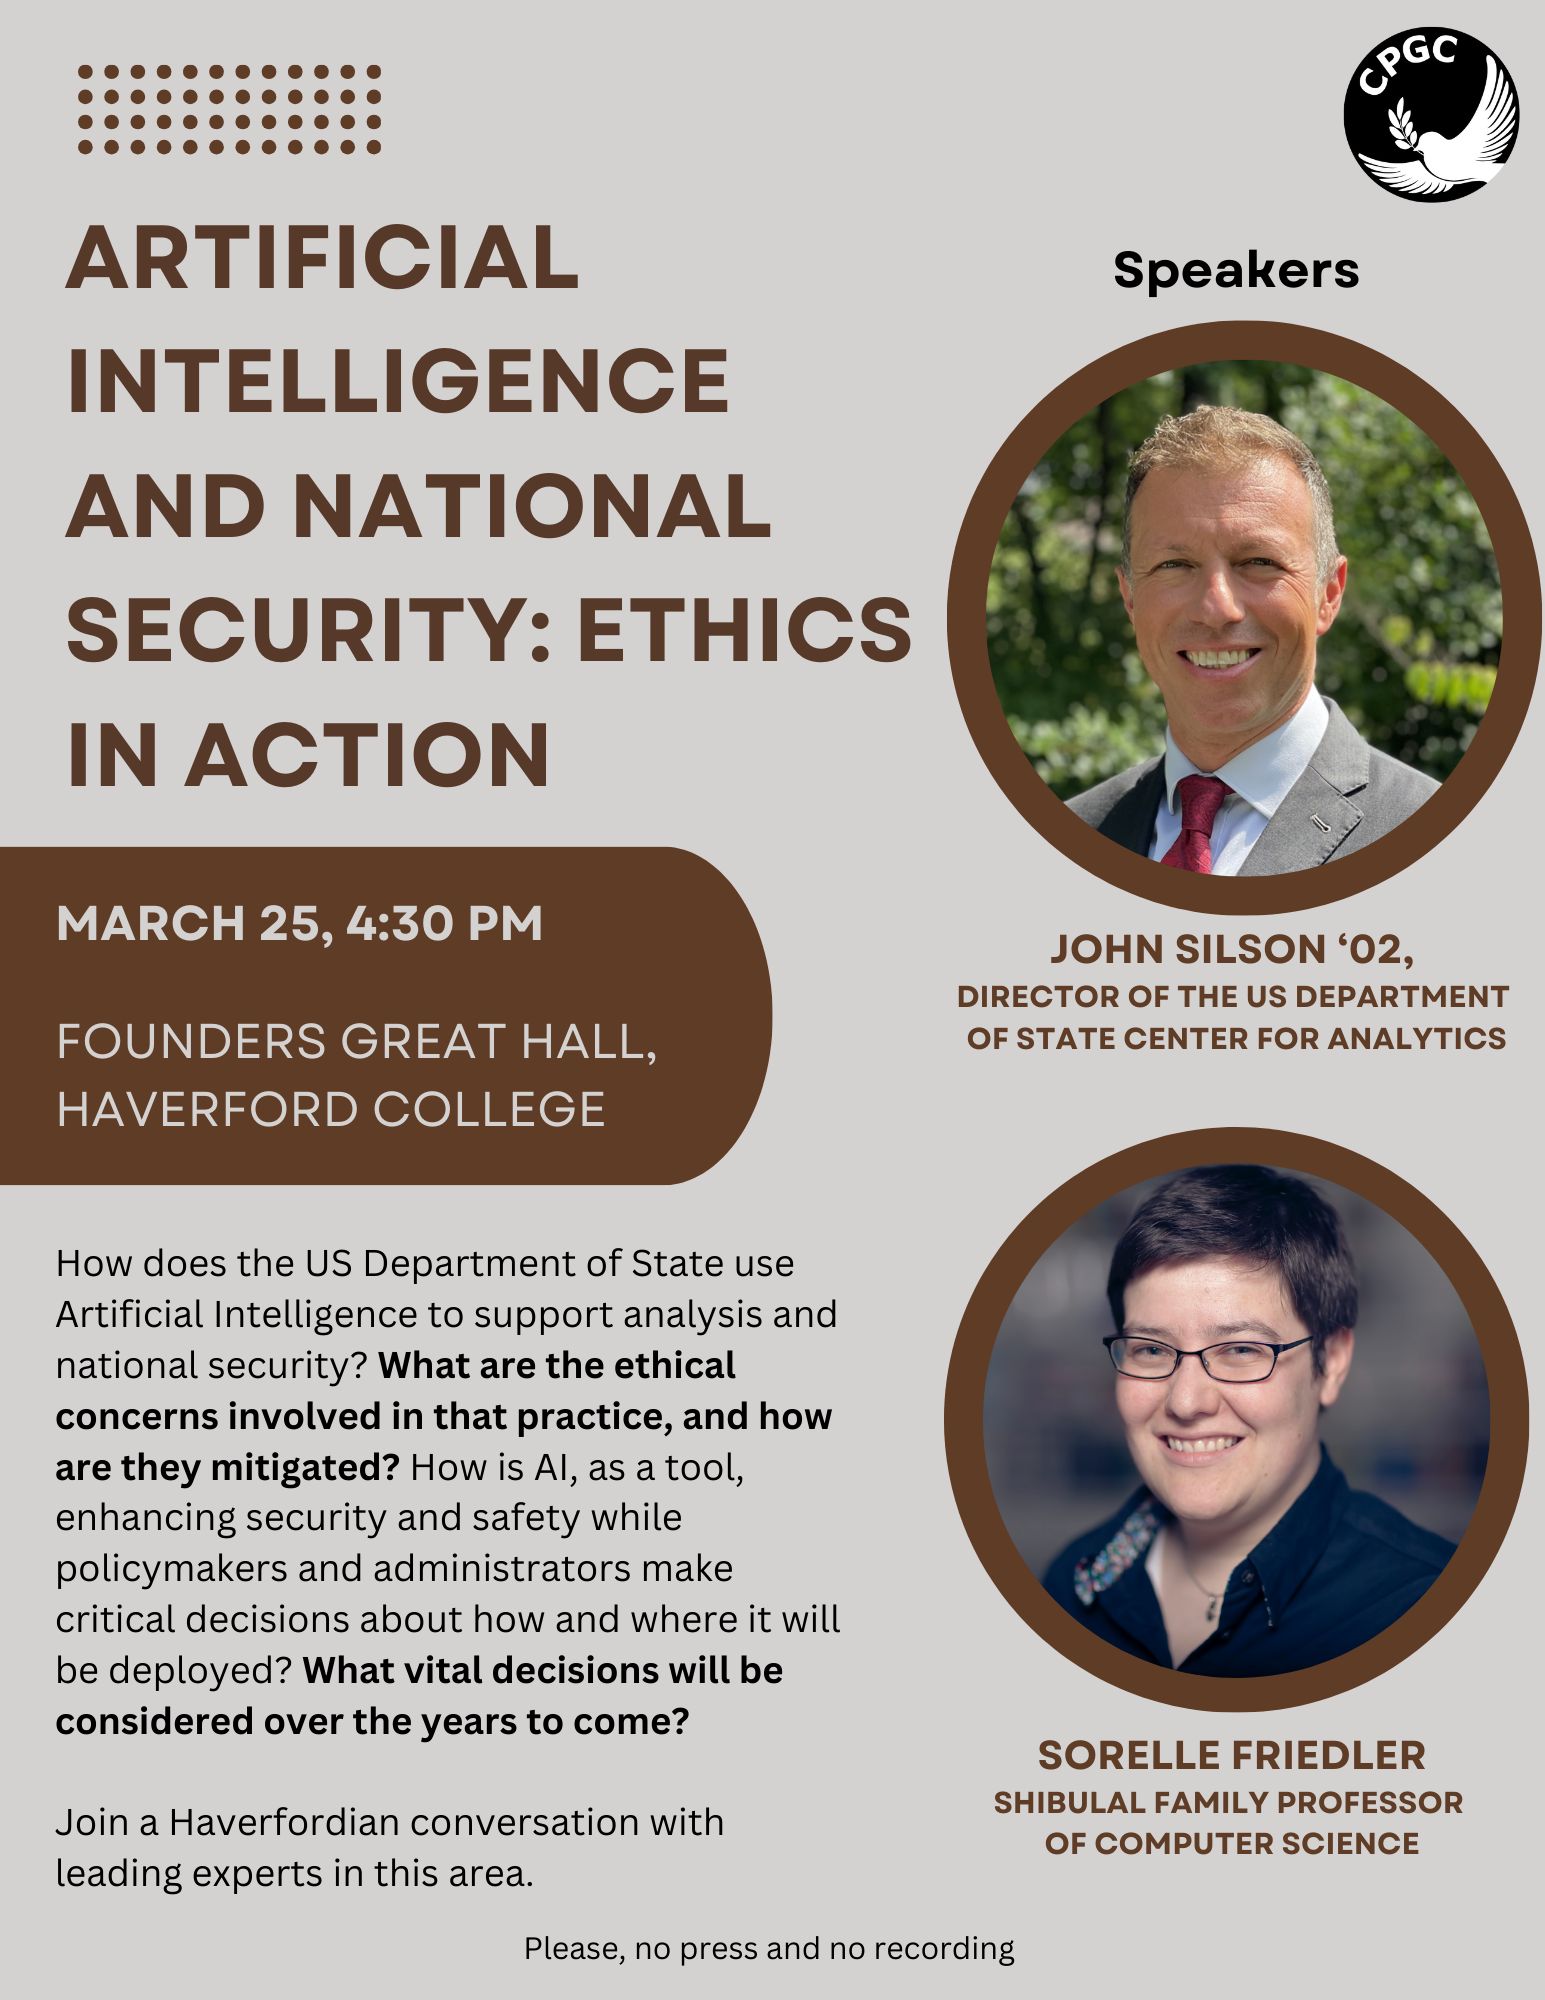 CPGC
ARTIFICIAL
INTELLIGENCE
AND NATIONAL
SECURITY: ETHICS
IN ACTION
MARCH 25, 4:30 PM
FOUNDERS GREAT HALL,
HAVERFORD COLLEGE
How does the US Department of State use
Artificial Intelligence to support analysis and
national security? What are the ethical
concerns involved in that practice, and how
are they mitigated? How is AI, as a tool,
enhancing security and safety while
policymakers and administrators make
critical decisions about how and where it will
be deployed? What vital decisions will be
considered over the years to come?
Join a Haverfordian conversation with
leading experts in this area.
Speakers
JOHN SILSON ‘02,
DIRECTOR OF THE US DEPARTMENT
OF STATE CENTER FOR ANALYTICS
SORELLE FRIEDLER
SHIBULAL FAMILY PROFESSOR
OF COMPUTER SCIENCE
Please, no press and no recording